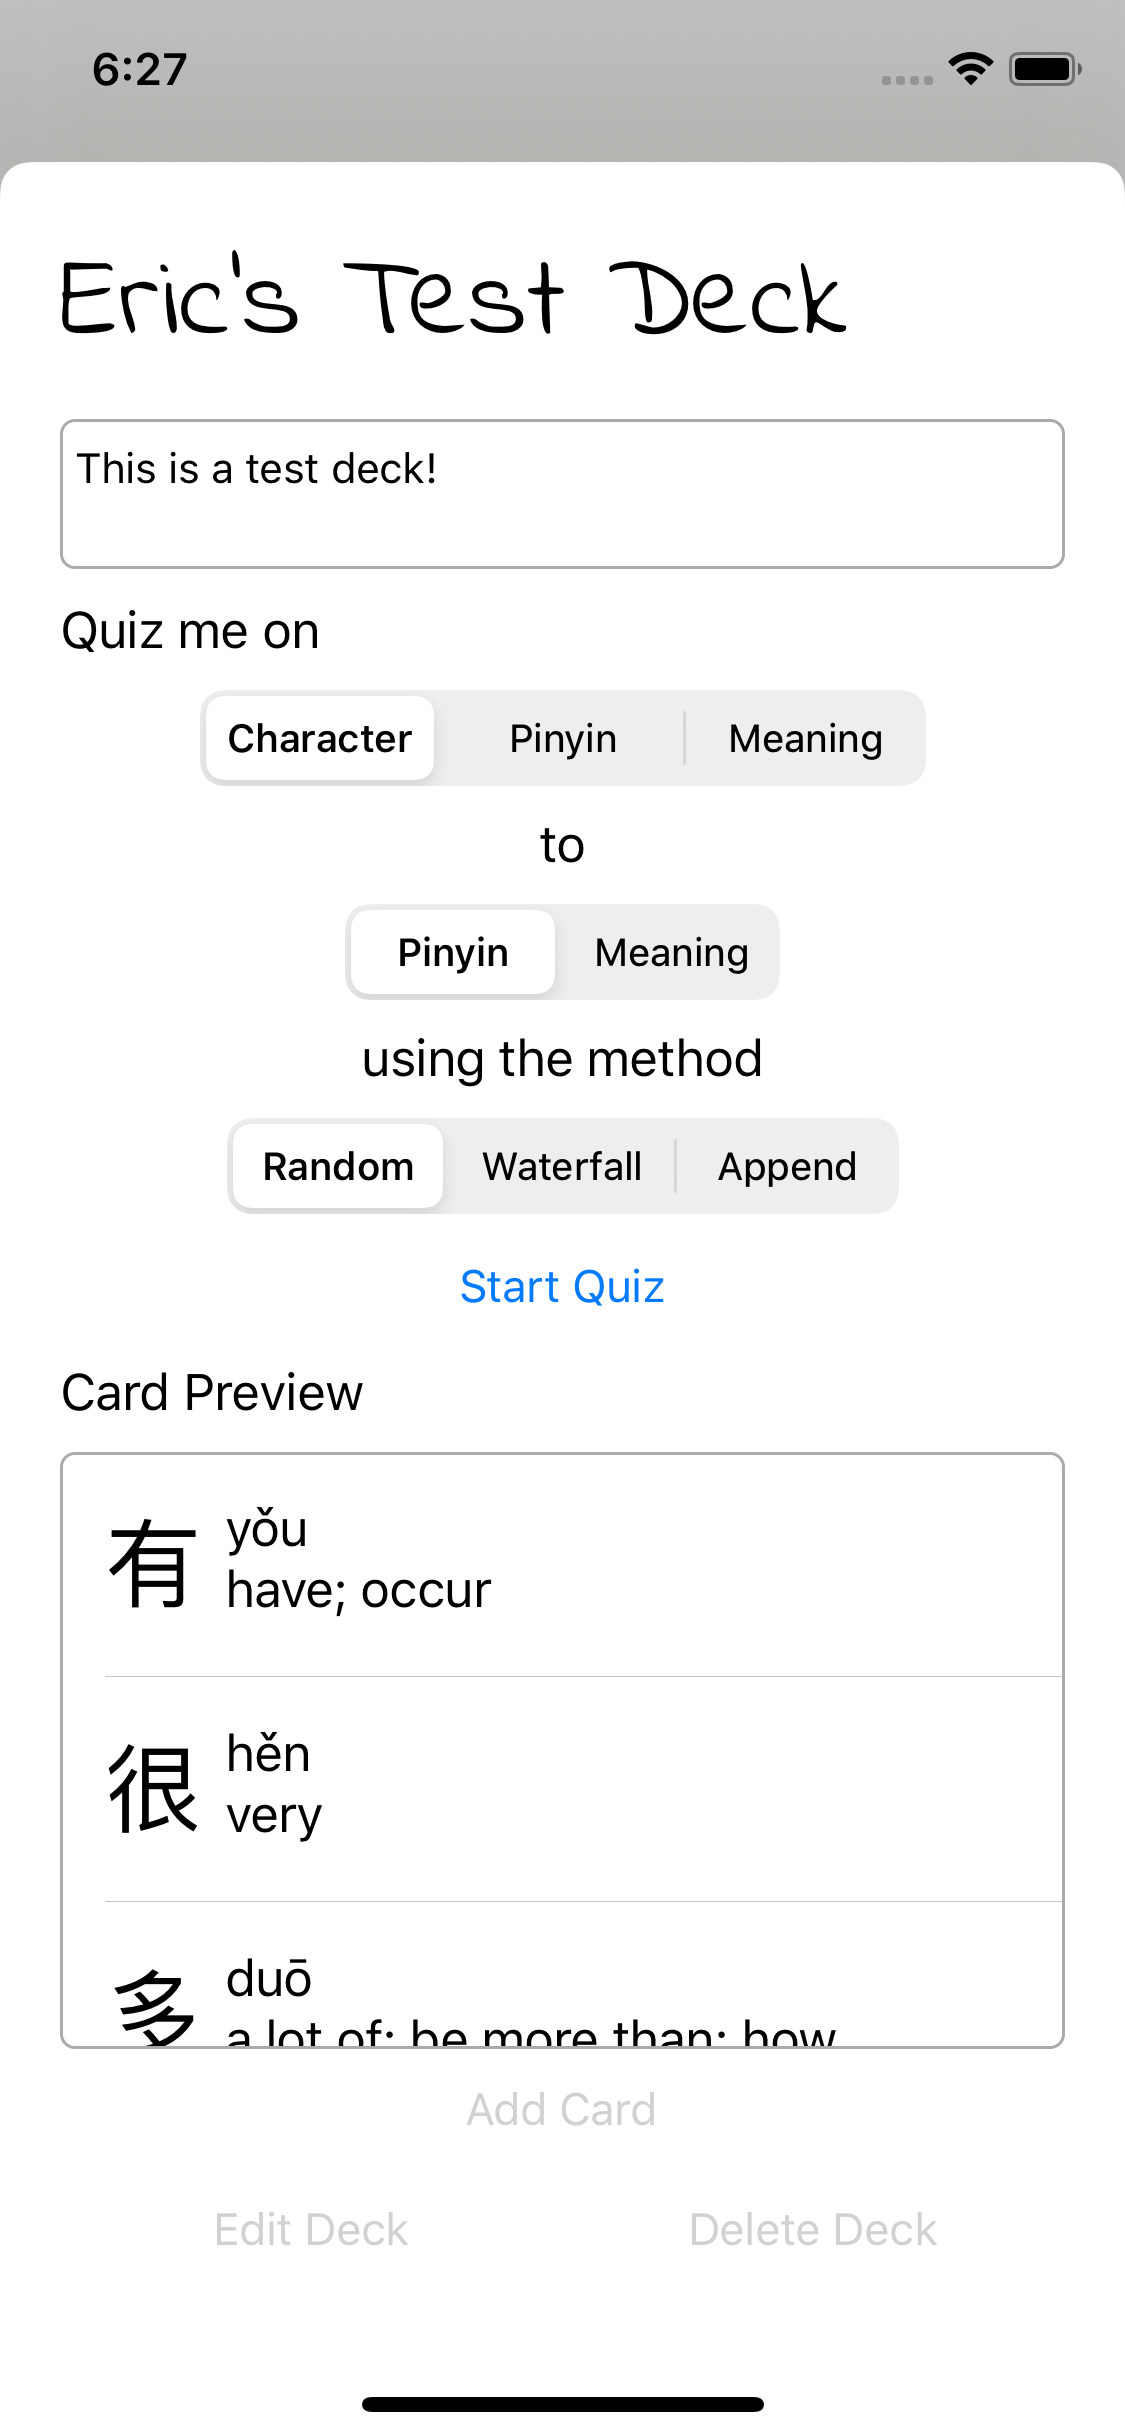 6:27
Eric's Test Deck
This is a test deck!
Quiz me on
Character Pinyin Meaning
to
Pinyin Meaning
using the method
Random Waterfall Append
Start Quiz
Card Preview
有
yǒu
have; occur
很
hěn
very
多
duō
a lot of; be more than; how
Add Card
Edit Deck Delete Deck